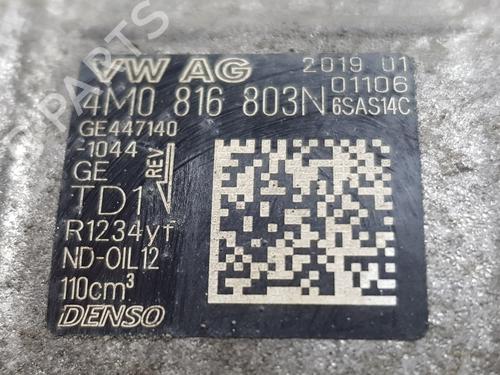 VW AG 2019 01
01106
4M0 816 803N 6SAS14C
GE447140
-1044
GE
REV
TD1
R1234yf
ND-OIL12
110cm³
DENSO
PARTS